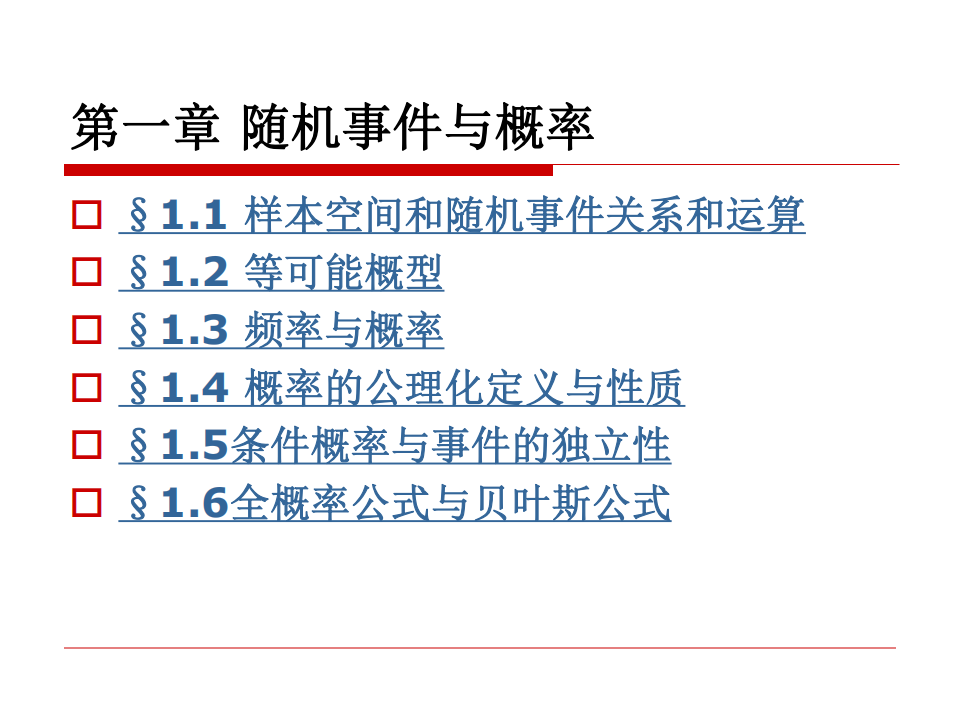 第一章 随机事件与概率
§1.1 样本空间和随机事件关系和运算
§1.2 等可能概型
§1.3 频率与概率
§1.4 概率的公理化定义与性质
§1.5条件概率与事件的独立性
§1.6全概率公式与贝叶斯公式